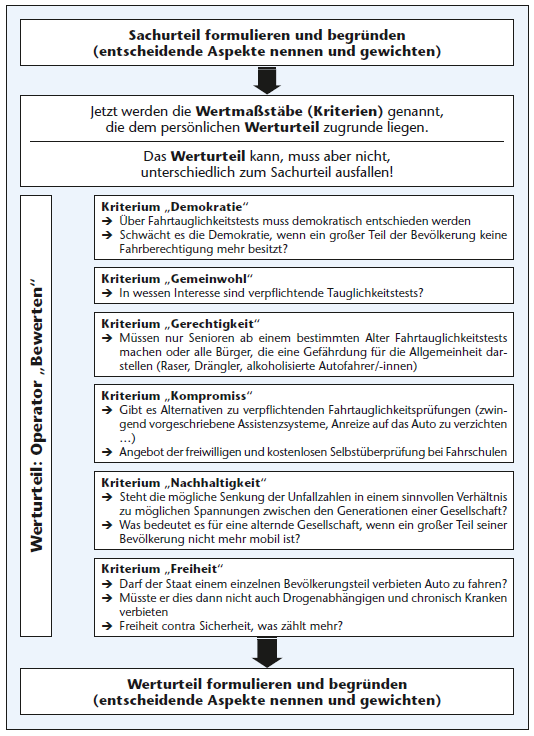 Sachurteil formulieren und begründen
(entscheidende Aspekte nennen und gewichten)
Jetzt werden die Wertmaßstäbe (Kriterien) genannt,
die dem persönlichen Werturteil zugrunde liegen.
Das Werturteil kann, muss aber nicht,
unterschiedlich zum Sachurteil ausfallen!
Werturteil: Operator „Bewerten“
Kriterium „Demokratie“
➔ Über Fahrtauglichkeitstests muss demokratisch entschieden werden
➔ Schwächt es die Demokratie, wenn ein großer Teil der Bevölkerung keine
Fahrberechtigung mehr besitzt?
Kriterium „Gemeinwohl“
➔ In wessen Interesse sind verpflichtende Tauglichkeitstests?
Kriterium „Gerechtigkeit“
➔ Müssen nur Senioren ab einem bestimmten Alter Fahrtauglichkeitstests
machen oder alle Bürger, die eine Gefährdung für die Allgemeinheit dar-
stellen (Raser, Drängler, alkoholisierte Autofahrer/-innen)
Kriterium „Kompromiss“
➔ Gibt es Alternativen zu verpflichtenden Fahrtauglichkeitsprüfungen (zwin-
gend vorgeschriebene Assistenzsysteme, Anreize auf das Auto zu verzichten
…)
➔ Angebot der freiwilligen und kostenlosen Selbstüberprüfung bei Fahrschulen
Kriterium „Nachhaltigkeit“
➔ Steht die mögliche Senkung der Unfallzahlen in einem sinnvollen Verhältnis
zu möglichen Spannungen zwischen den Generationen einer Gesellschaft?
➔ Was bedeutet es für eine alternde Gesellschaft, wenn ein großer Teil seiner
Bevölkerung nicht mehr mobil ist?
Kriterium „Freiheit“
➔ Darf der Staat einem einzelnen Bevölkerungsteil verbieten Auto zu fahren?
➔ Müsste er dies dann nicht auch Drogenabhängigen und chronisch Kranken
verbieten
➔ Freiheit contra Sicherheit, was zählt mehr?
Werturteil formulieren und begründen
(entscheidende Aspekte nennen und gewichten)